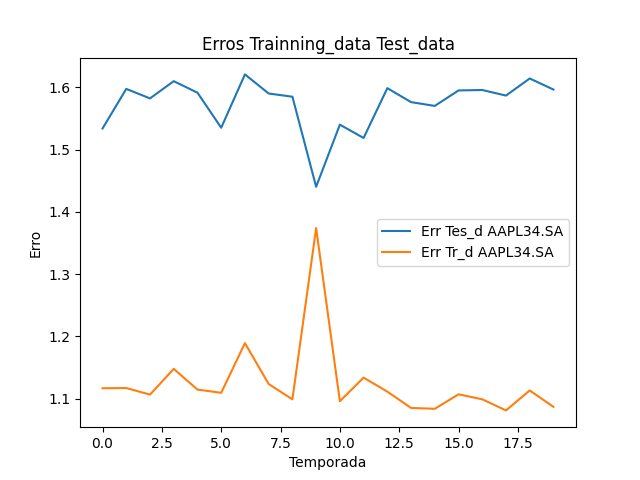 Erros Trainning_data Test_data
1.6
1.5
1.4
1.3
1.2
1.1
Erro
Err Tes_d AAPL34.SA
Err Tr_d AAPL34.SA
0.0 2.5 5.0 7.5 10.0 12.5 15.0 17.5
Temporada